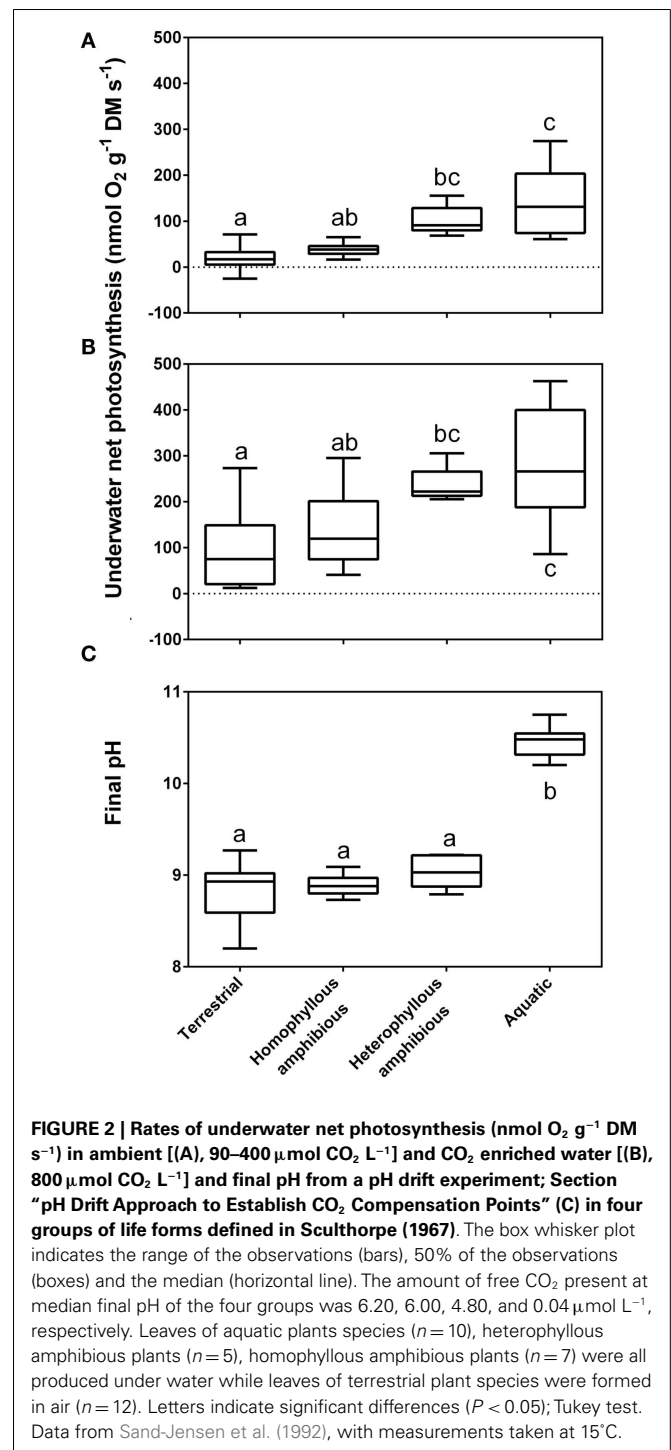 A
500
400
300
200
100
0
-100
a
ab
bc
c
Underwater net photosynthesis (nmol O₂ g⁻¹ DM s⁻¹)
B
500
400
300
200
100
0
-100
a
ab
bc
c
C
Final pH
11
10
9
8
a
a
a
b
Terrestrial
Homophyllous
amphibious
Heterophyllous
amphibious
Aquatic
FIGURE 2 | Rates of underwater net photosynthesis (nmol O₂ g⁻¹ DM
s⁻¹) in ambient [(A), 90–400 μmol CO₂ L⁻¹] and CO₂ enriched water [(B),
800 μmol CO₂ L⁻¹] and final pH from a pH drift experiment; Section
“pH Drift Approach to Establish CO₂ Compensation Points” (C) in four
groups of life forms defined in Sculthorpe (1967). The box whisker plot
indicates the range of the observations (bars), 50% of the observations
(boxes) and the median (horizontal line). The amount of free CO₂ present at
median final pH of the four groups was 6.20, 6.00, 4.80, and 0.04 μmol L⁻¹,
respectively. Leaves of aquatic plants species (n = 10), heterophyllous
amphibious plants (n = 5), homophyllous amphibious plants (n = 7) were all
produced under water while leaves of terrestrial plant species were formed
in air (n = 12). Letters indicate significant differences (P < 0.05); Tukey test.
Data from Sand-Jensen et al. (1992), with measurements taken at 15°C.